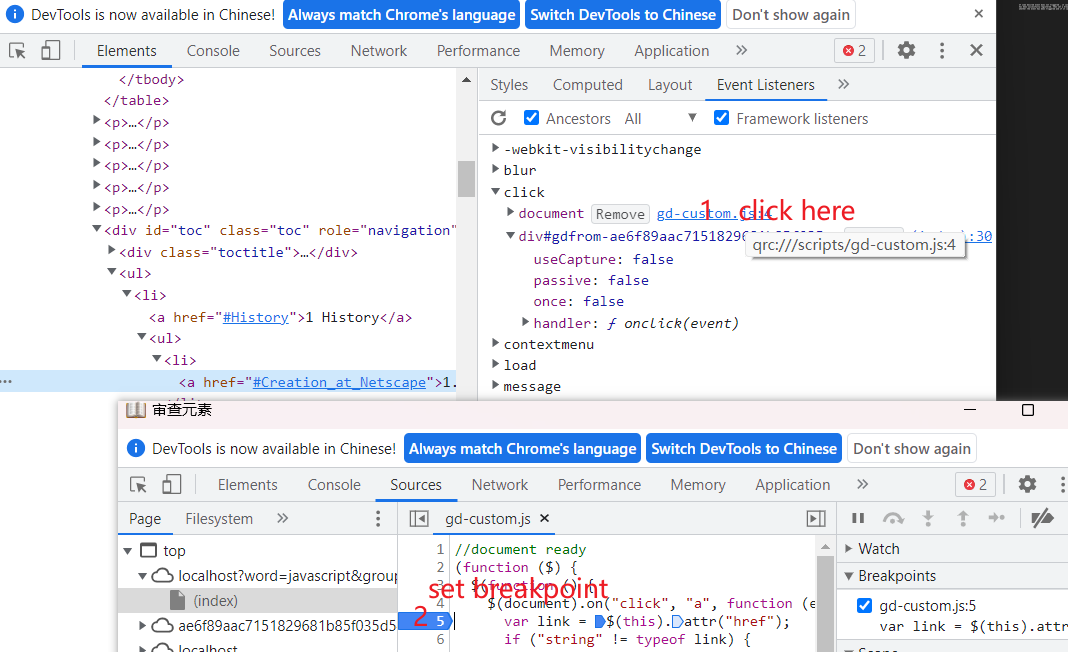 DevTools is now available in Chinese! Always match Chrome's language Switch DevTools to Chinese Don't show again
Elements Console Sources Network Performance Memory Application 2
</tbody>
</table>
<p>…</p>
<p>…</p>
<p>…</p>
<p>…</p>
<p>…</p>
<div id="toc" class="toc" role="navigation"
<div class="toctitle">…</div>
<ul>
<li>
<a href="#History">1 History</a>
<ul>
<li>
<a href="#Creation_at_Netscape">1.
Styles Computed Layout Event Listeners
Ancestors All Framework listeners
-webkit-visibilitychange
blur
click
document Remove gd-custom.js:4
1 click here
div#gdfrom-ae6f89aac7151829681b85f035 :30
qrc:///scripts/gd-custom.js:4
useCapture: false
passive: false
once: false
handler: ƒ onclick(event)
contextmenu
load
message
审查元素
DevTools is now available in Chinese! Always match Chrome's language Switch DevTools to Chinese Don't show again
Elements Console Sources Network Performance Memory Application 2
Page Filesystem
top
localhost?word=javascript&group
(index)
ae6f89aac7151829681b85f035d5
localhost
gd-custom.js
1 //document ready
2 (function ($) {
3 $(function () {
set breakpoint
4 $(document).on("click", "a", function (e
2
5 var link = $(this).attr("href");
6 if ("string" != typeof link) {
Watch
Breakpoints
gd-custom.js:5
var link = $(this).attr
Scope